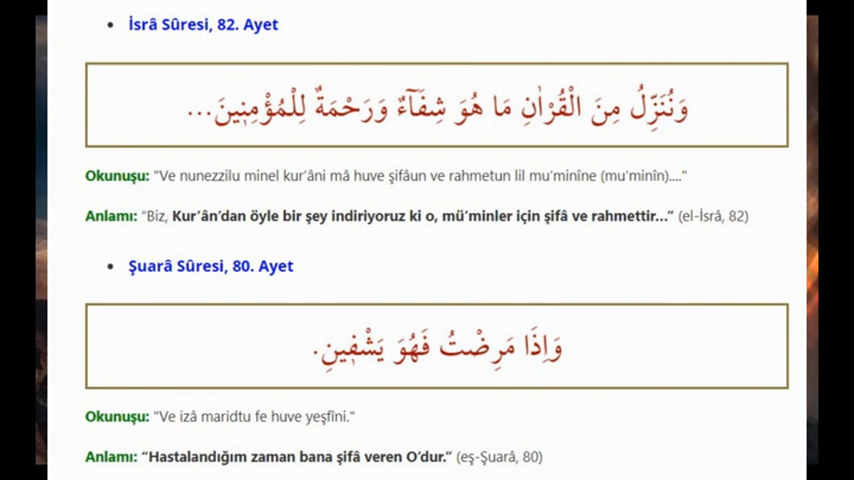 • İsrâ Sûresi, 82. Ayet
وَنُنَزِّلُ مِنَ الْقُرْاٰنِ مَا هُوَ شِفَٓاءٌ وَرَحْمَةٌ لِلْمُؤْمِنٖينَ...
Okunuşu: "Ve nunezzilu minel kur’âni mâ huve şifâun ve rahmetun lil mu’minîne (mu’minîn)...."
Anlamı: “Biz, Kur’ân’dan öyle bir şey indiriyoruz ki o, mü’minler için şifâ ve rahmettir...” (el-İsrâ, 82)
• Şuarâ Sûresi, 80. Ayet
وَاِذَا مَرِضْتُ فَهُوَ يَشْفٖينِ.
Okunuşu: "Ve izâ maridtu fe huve yeşfîni."
Anlamı: “Hastalandığım zaman bana şifâ veren O’dur.” (eş-Şuarâ, 80)